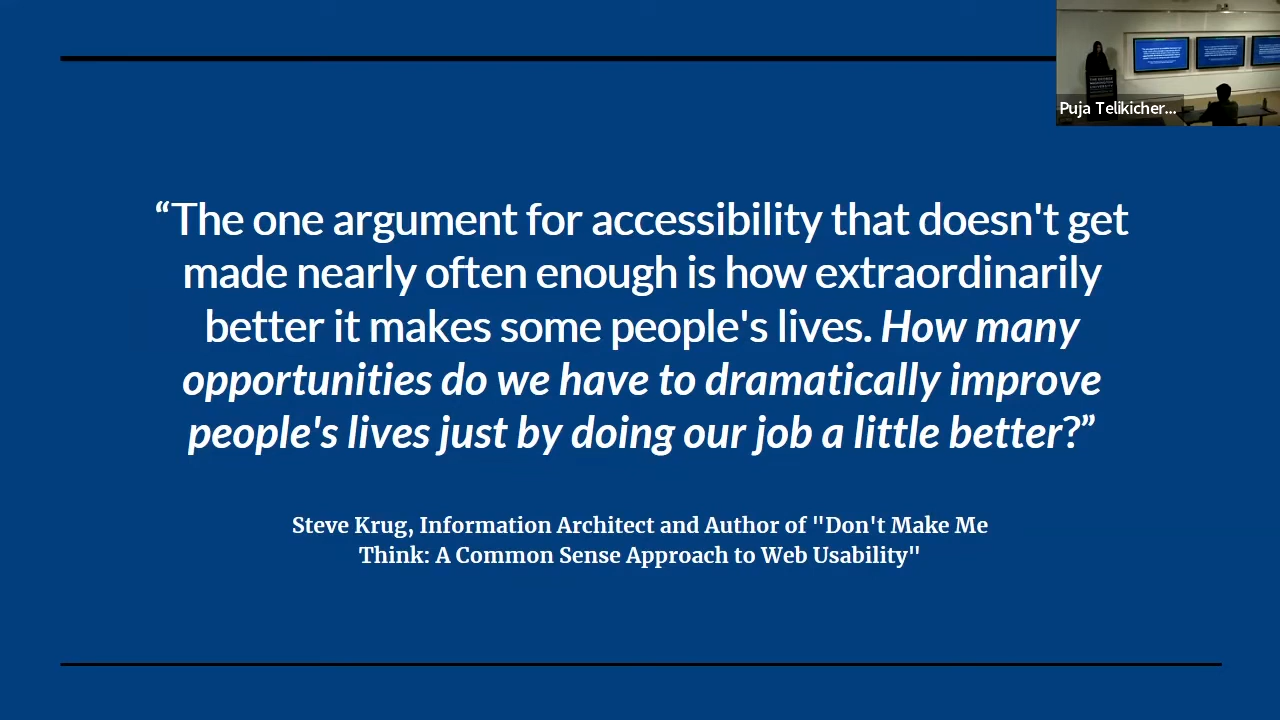 “The one argument for accessibility that doesn't get
made nearly often enough is how extraordinarily
better it makes some people's lives. How many
opportunities do we have to dramatically improve
people's lives just by doing our job a little better?”
Steve Krug, Information Architect and Author of "Don't Make Me
Think: A Common Sense Approach to Web Usability"
Puja Telikicher...